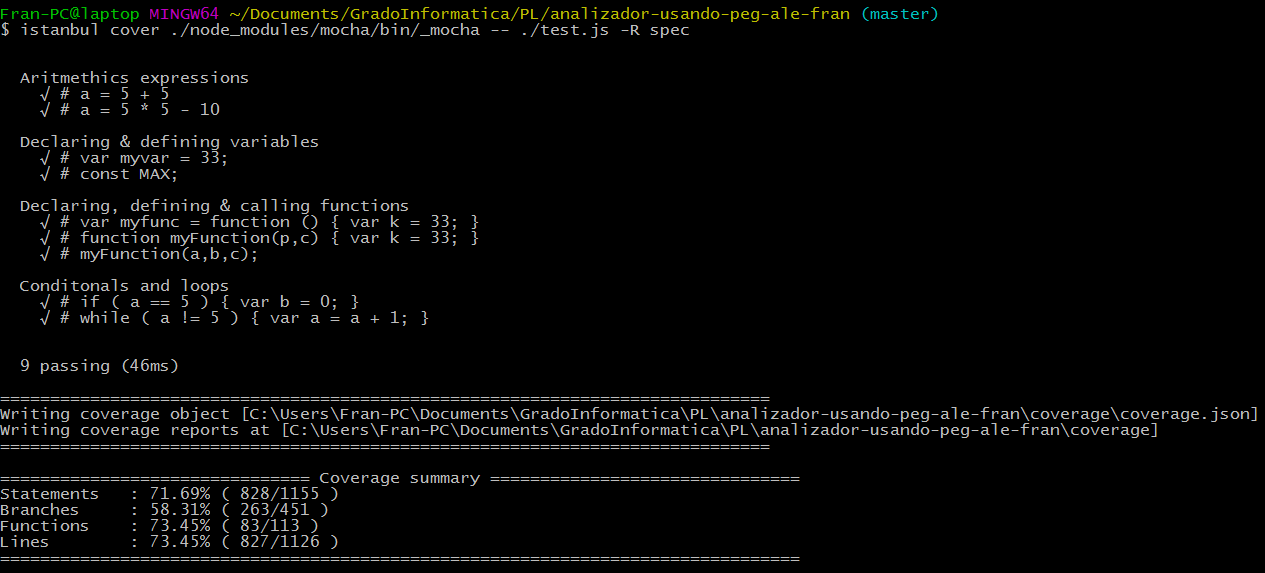 Fran-PC@laptop MINGW64 ~/Documents/GradoInformatica/PL/analizador-usando-peg-ale-fran (master)
$ istanbul cover ./node_modules/mocha/bin/_mocha -- ./test.js -R spec
Aritmethics expressions
√ # a = 5 + 5
√ # a = 5 * 5 - 10
Declaring & defining variables
√ # var myvar = 33;
√ # const MAX;
Declaring, defining & calling functions
√ # var myfunc = function () { var k = 33; }
√ # function myFunction(p,c) { var k = 33; }
√ # myFunction(a,b,c);
Conditonals and loops
√ # if ( a == 5 ) { var b = 0; }
√ # while ( a != 5 ) { var a = a + 1; }
9 passing (46ms)
=============================================================================
Writing coverage object [C:\Users\Fran-PC\Documents\GradoInformatica\PL\analizador-usando-peg-ale-fran\coverage\coverage.json]
Writing coverage reports at [C:\Users\Fran-PC\Documents\GradoInformatica\PL\analizador-usando-peg-ale-fran\coverage]
=============================================================================
=============================== Coverage summary ===============================
Statements   : 71.69% ( 828/1155 )
Branches     : 58.31% ( 263/451 )
Functions    : 73.45% ( 83/113 )
Lines        : 73.45% ( 827/1126 )
================================================================================